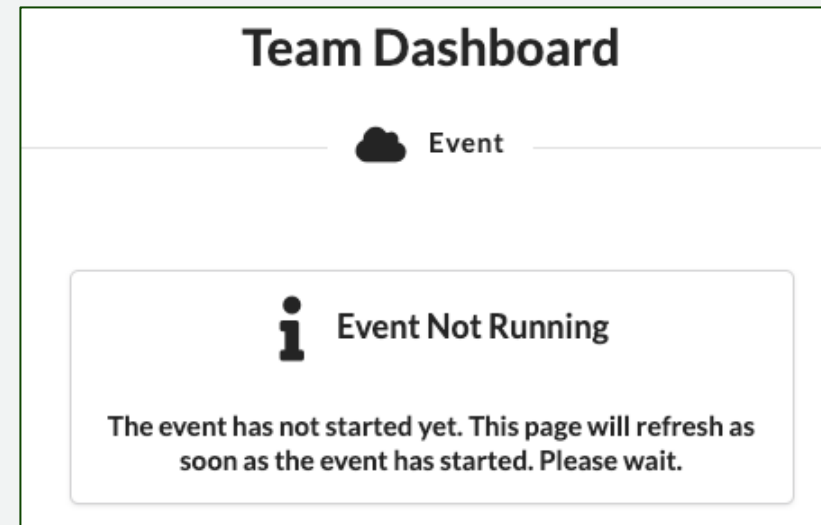 Team Dashboard
Event
Event Not Running
The event has not started yet. This page will refresh as
soon as the event has started. Please wait.